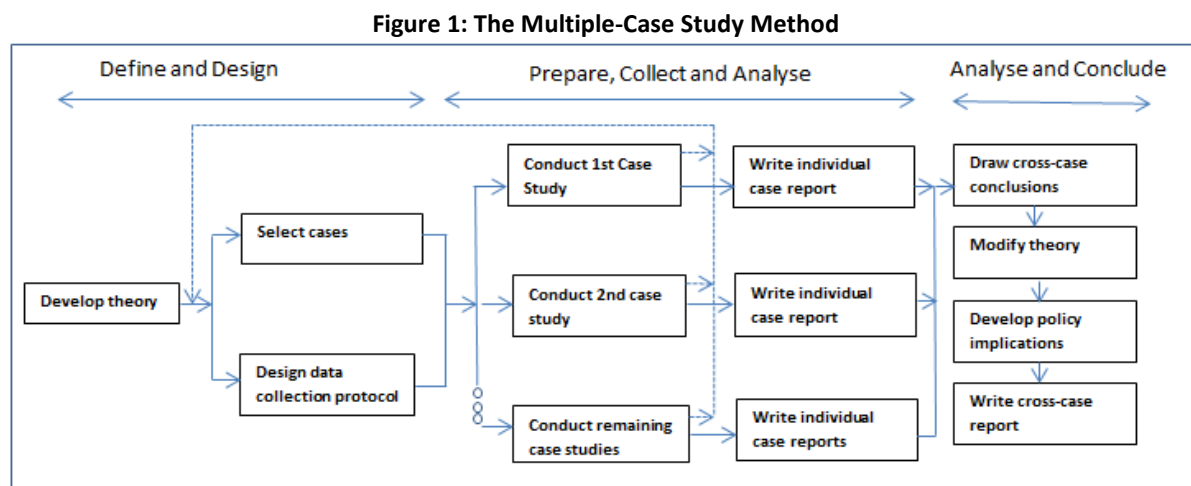 Figure 1: The Multiple-Case Study Method
Define and Design
Prepare, Collect and Analyse
Analyse and Conclude
Develop theory
Select cases
Design data
collection protocol
Conduct 1st Case
Study
Conduct 2nd case
study
Conduct remaining
case studies
Write individual
case report
Write individual
case report
Write individual
case reports
Draw cross-case
conclusions
Modify theory
Develop policy
implications
Write cross-case
report